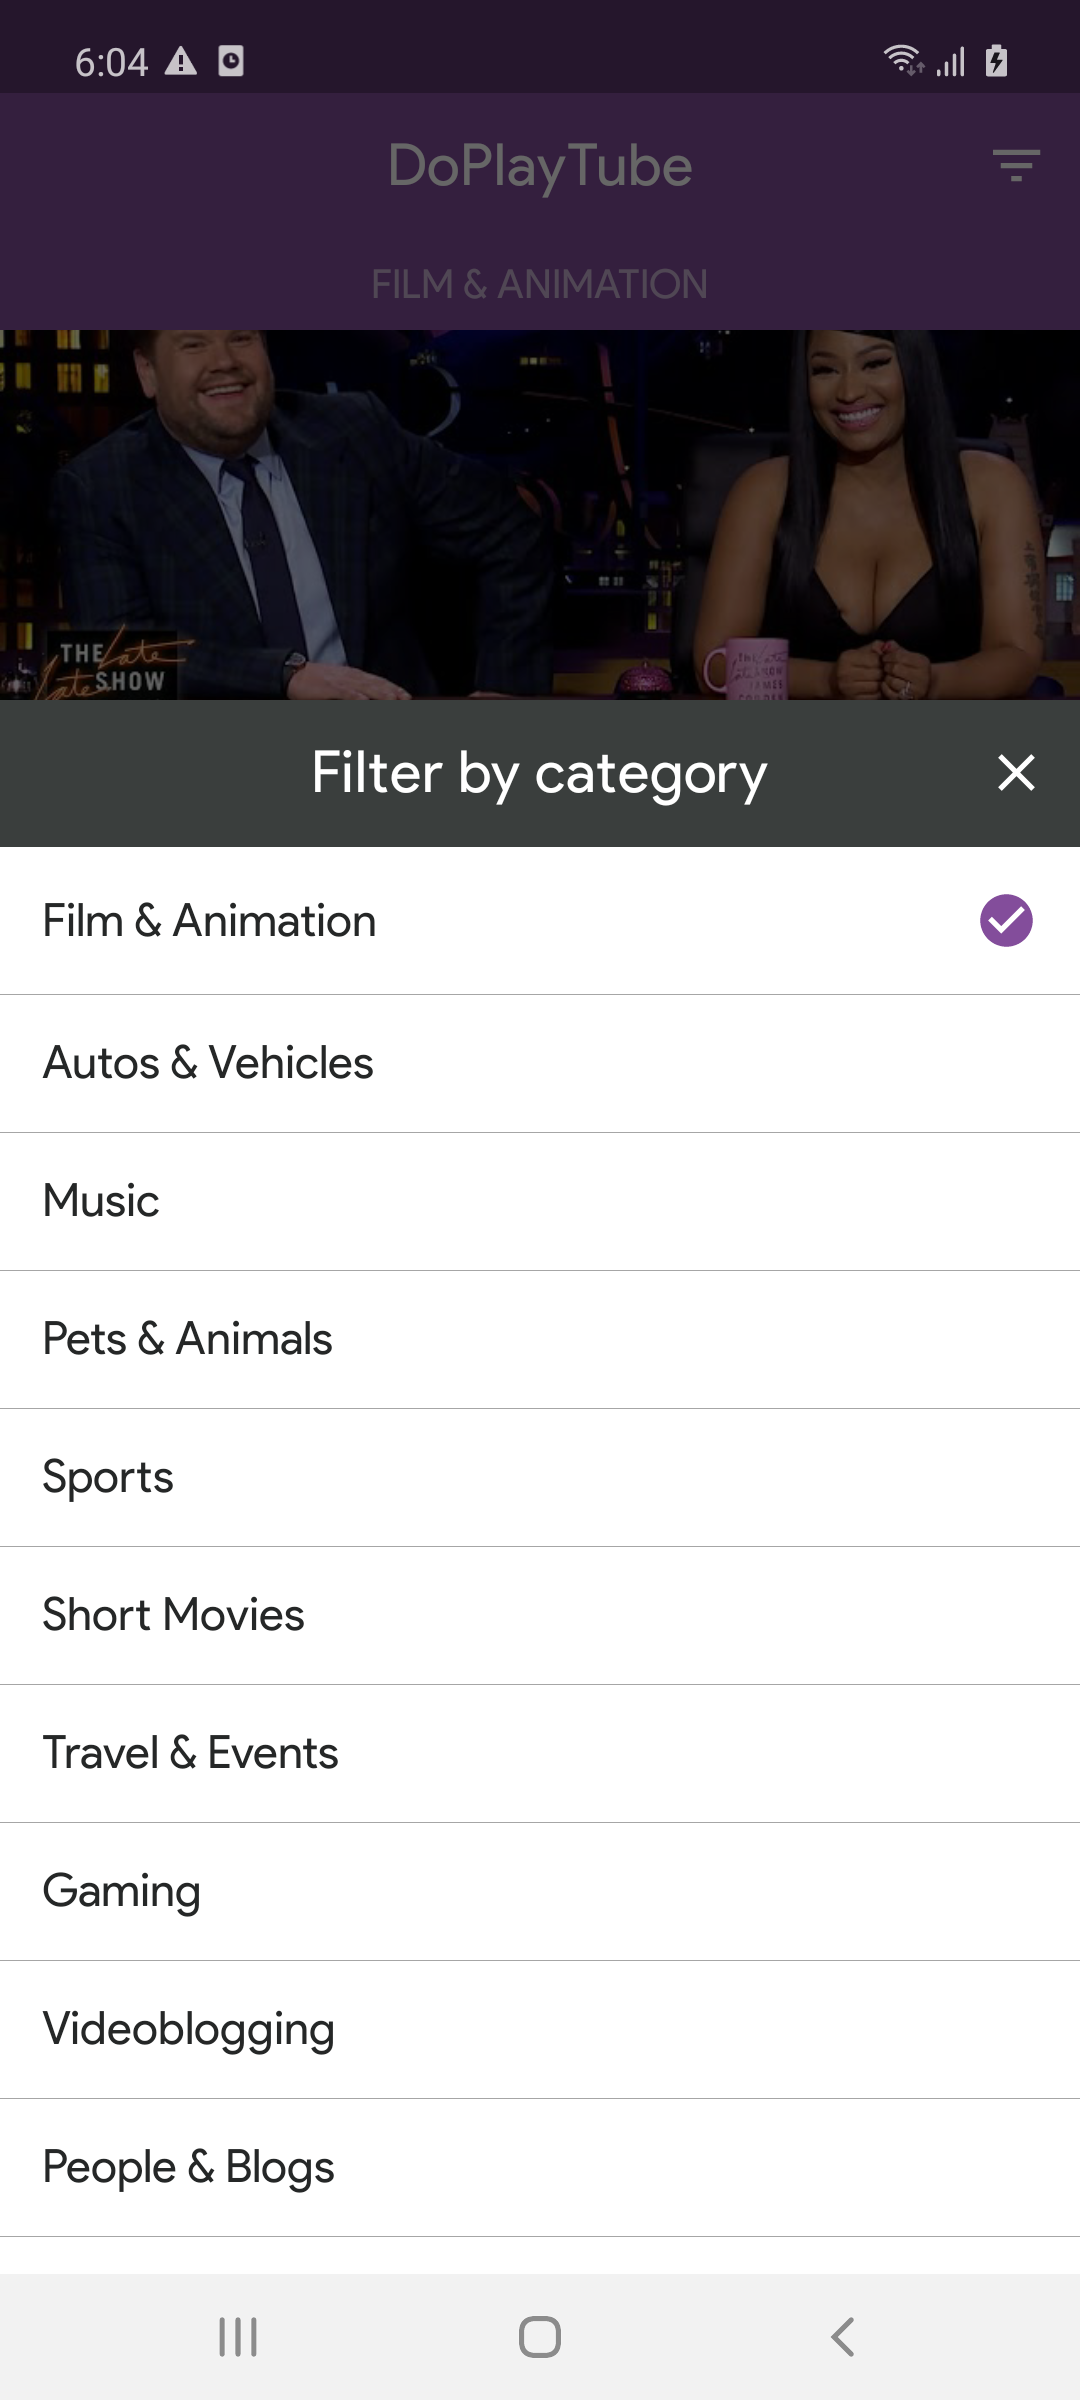 6:04
DoPlayTube
FILM & ANIMATION
THE Late
Late SHOW
Filter by category
Film & Animation
Autos & Vehicles
Music
Pets & Animals
Sports
Short Movies
Travel & Events
Gaming
Videoblogging
People & Blogs